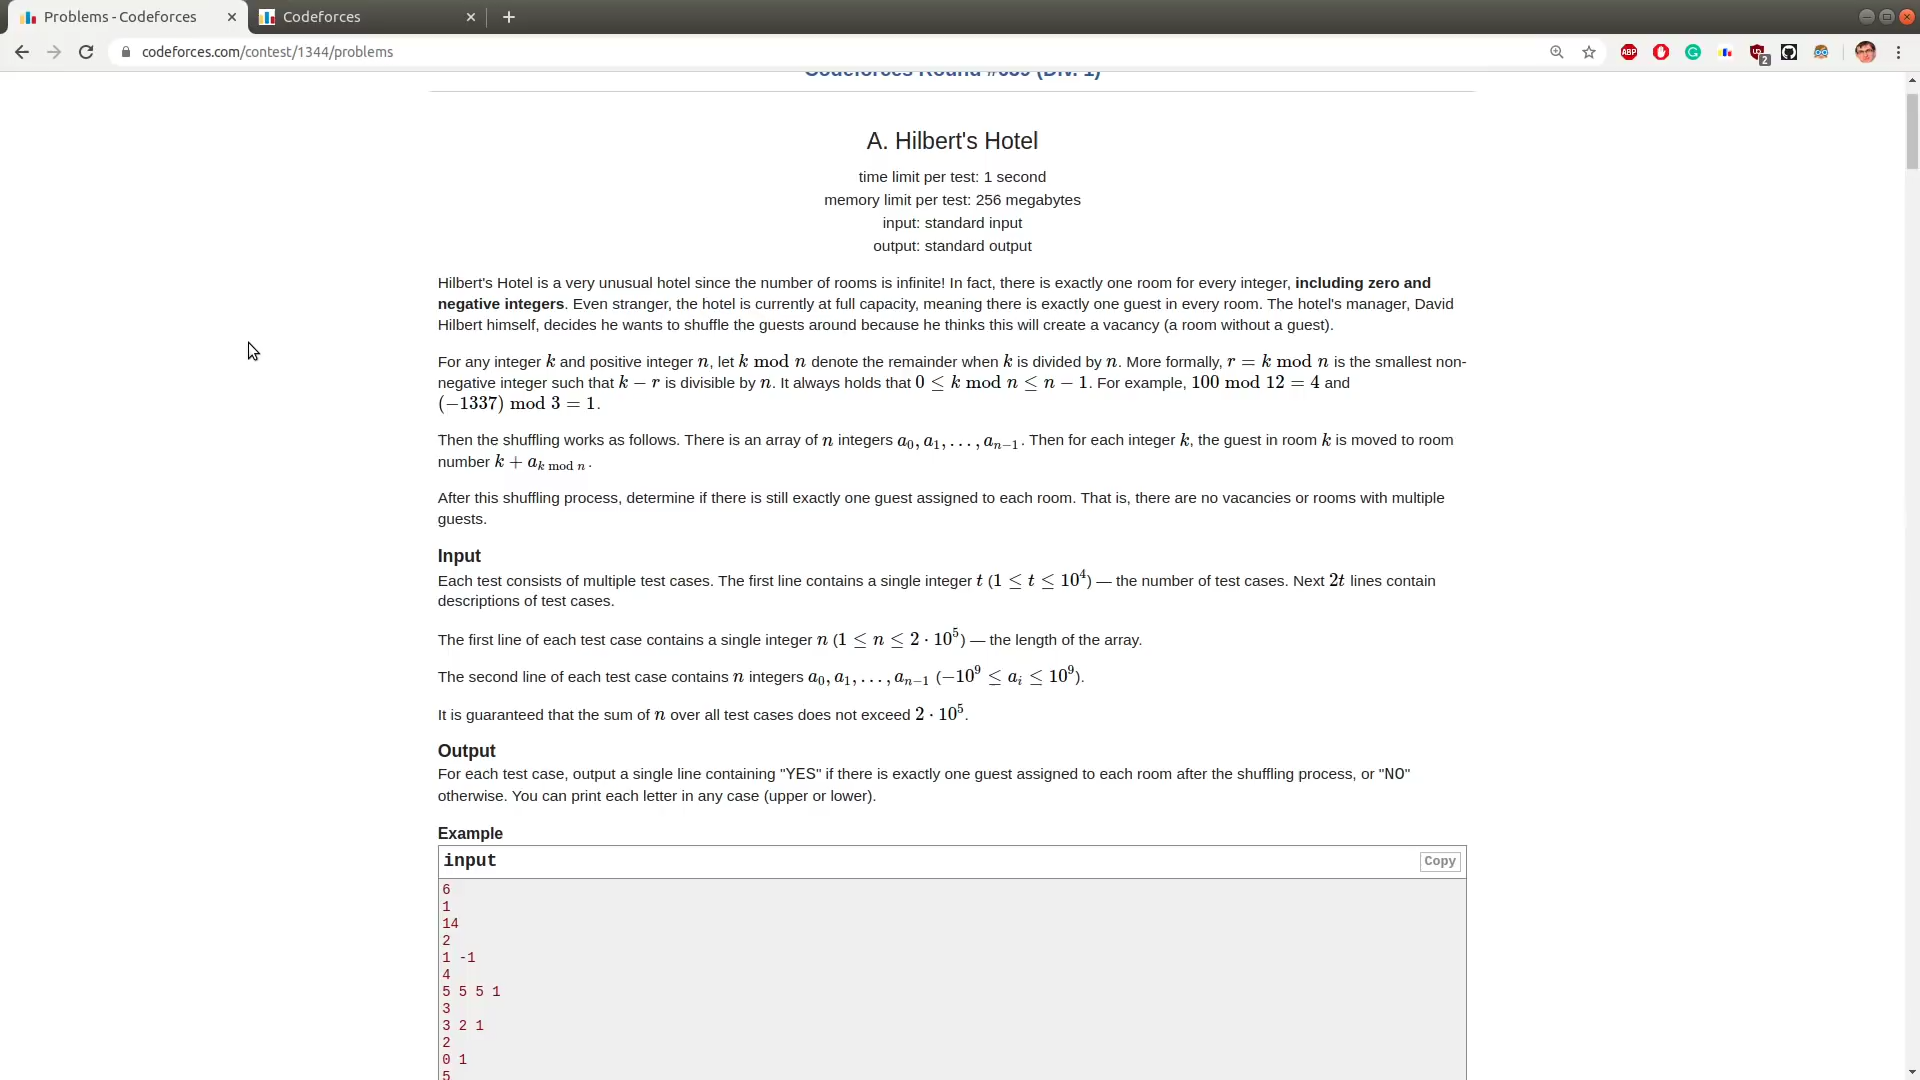 Problems - Codeforces
Codeforces
codeforces.com/contest/1344/problems
Codeforces Round #639 (Div. 1)
A. Hilbert's Hotel
time limit per test: 1 second
memory limit per test: 256 megabytes
input: standard input
output: standard output
Hilbert's Hotel is a very unusual hotel since the number of rooms is infinite! In fact, there is exactly one room for every integer, including zero and
negative integers. Even stranger, the hotel is currently at full capacity, meaning there is exactly one guest in every room. The hotel's manager, David
Hilbert himself, decides he wants to shuffle the guests around because he thinks this will create a vacancy (a room without a guest).
For any integer k and positive integer n, let k mod n denote the remainder when k is divided by n. More formally, r = k mod n is the smallest non-
negative integer such that k − r is divisible by n. It always holds that 0 ≤ k mod n ≤ n − 1. For example, 100 mod 12 = 4 and
(−1337) mod 3 = 1.
Then the shuffling works as follows. There is an array of n integers a₀, a₁, …, aₙ₋₁. Then for each integer k, the guest in room k is moved to room
number k + a_{k mod n}.
After this shuffling process, determine if there is still exactly one guest assigned to each room. That is, there are no vacancies or rooms with multiple
guests.
Input
Each test consists of multiple test cases. The first line contains a single integer t (1 ≤ t ≤ 10⁴) — the number of test cases. Next 2t lines contain
descriptions of test cases.
The first line of each test case contains a single integer n (1 ≤ n ≤ 2 · 10⁵) — the length of the array.
The second line of each test case contains n integers a₀, a₁, …, aₙ₋₁ (−10⁹ ≤ aᵢ ≤ 10⁹).
It is guaranteed that the sum of n over all test cases does not exceed 2 · 10⁵.
Output
For each test case, output a single line containing "YES" if there is exactly one guest assigned to each room after the shuffling process, or "NO"
otherwise. You can print each letter in any case (upper or lower).
Example
input
Copy
6
1
14
2
1 -1
4
5 5 5 1
3
3 2 1
2
0 1
5